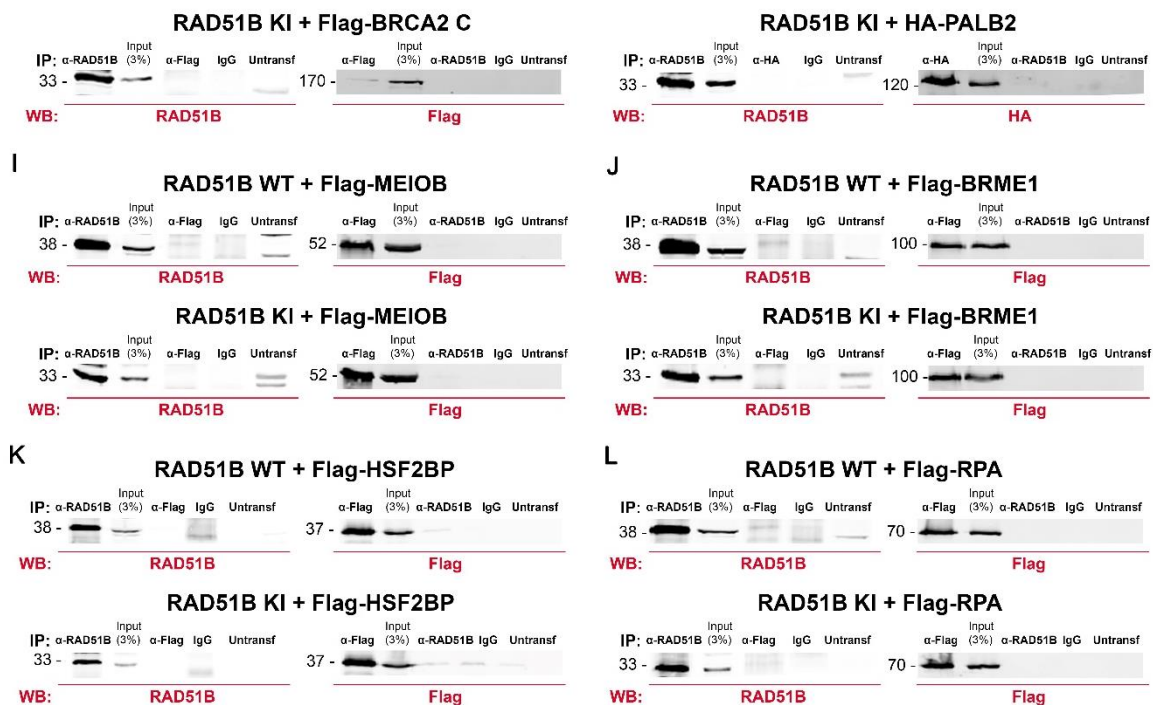 RAD51B KI + Flag-BRCA2 C
IP: α-RAD51B Input (3%) α-Flag IgG Untransf α-Flag Input (3%) α-RAD51B IgG Untransf
33 - 170 -
WB: RAD51B Flag
RAD51B KI + HA-PALB2
IP: α-RAD51B Input (3%) α-HA IgG Untransf α-HA Input (3%) α-RAD51B IgG Untransf
33 - 120 -
WB: RAD51B HA
I
RAD51B WT + Flag-MEIOB
IP: α-RAD51B Input (3%) α-Flag IgG Untransf α-Flag Input (3%) α-RAD51B IgG Untransf
38 - 52 -
WB: RAD51B Flag
RAD51B KI + Flag-MEIOB
IP: α-RAD51B Input (3%) α-Flag IgG Untransf α-Flag Input (3%) α-RAD51B IgG Untransf
33 - 52 -
WB: RAD51B Flag
J
RAD51B WT + Flag-BRME1
IP: α-RAD51B Input (3%) α-Flag IgG Untransf α-Flag Input (3%) α-RAD51B IgG Untransf
38 - 100 -
WB: RAD51B Flag
RAD51B KI + Flag-BRME1
IP: α-RAD51B Input (3%) α-Flag IgG Untransf α-Flag Input (3%) α-RAD51B IgG Untransf
33 - 100 -
WB: RAD51B Flag
K
RAD51B WT + Flag-HSF2BP
IP: α-RAD51B Input (3%) α-Flag IgG Untransf α-Flag Input (3%) α-RAD51B IgG Untransf
38 - 37 -
WB: RAD51B Flag
RAD51B KI + Flag-HSF2BP
IP: α-RAD51B Input (3%) α-Flag IgG Untransf α-Flag Input (3%) α-RAD51B IgG Untransf
33 - 37 -
WB: RAD51B Flag
L
RAD51B WT + Flag-RPA
IP: α-RAD51B Input (3%) α-Flag IgG Untransf α-Flag Input (3%) α-RAD51B IgG Untransf
38 - 70 -
WB: RAD51B Flag
RAD51B KI + Flag-RPA
IP: α-RAD51B Input (3%) α-Flag IgG Untransf α-Flag Input (3%) α-RAD51B IgG Untransf
33 - 70 -
WB: RAD51B Flag